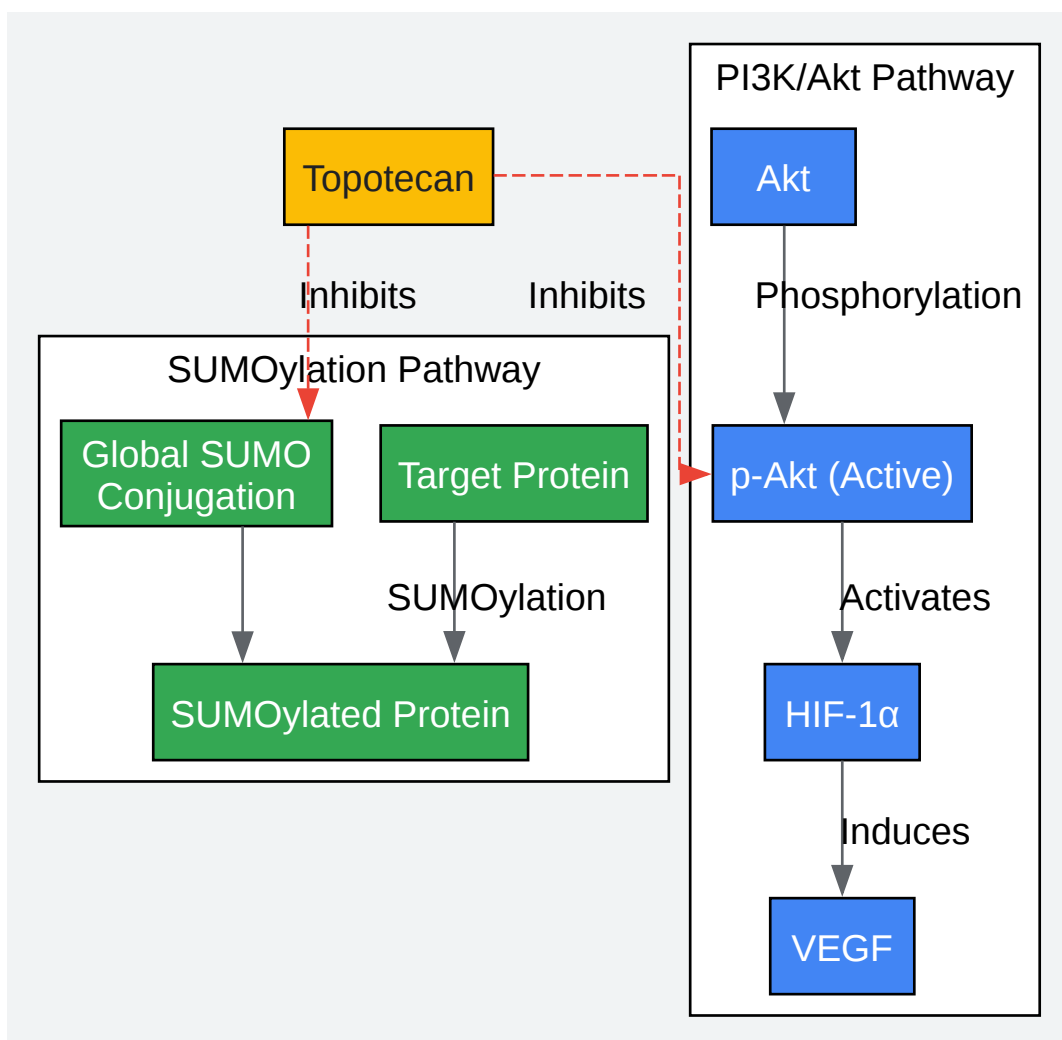 PI3K/Akt Pathway
Topotecan
Akt
Inhibits
Inhibits
Phosphorylation
SUMOylation Pathway
Global SUMO
Conjugation
Target Protein
p-Akt (Active)
SUMOylation
Activates
SUMOylated Protein
HIF-1α
Induces
VEGF